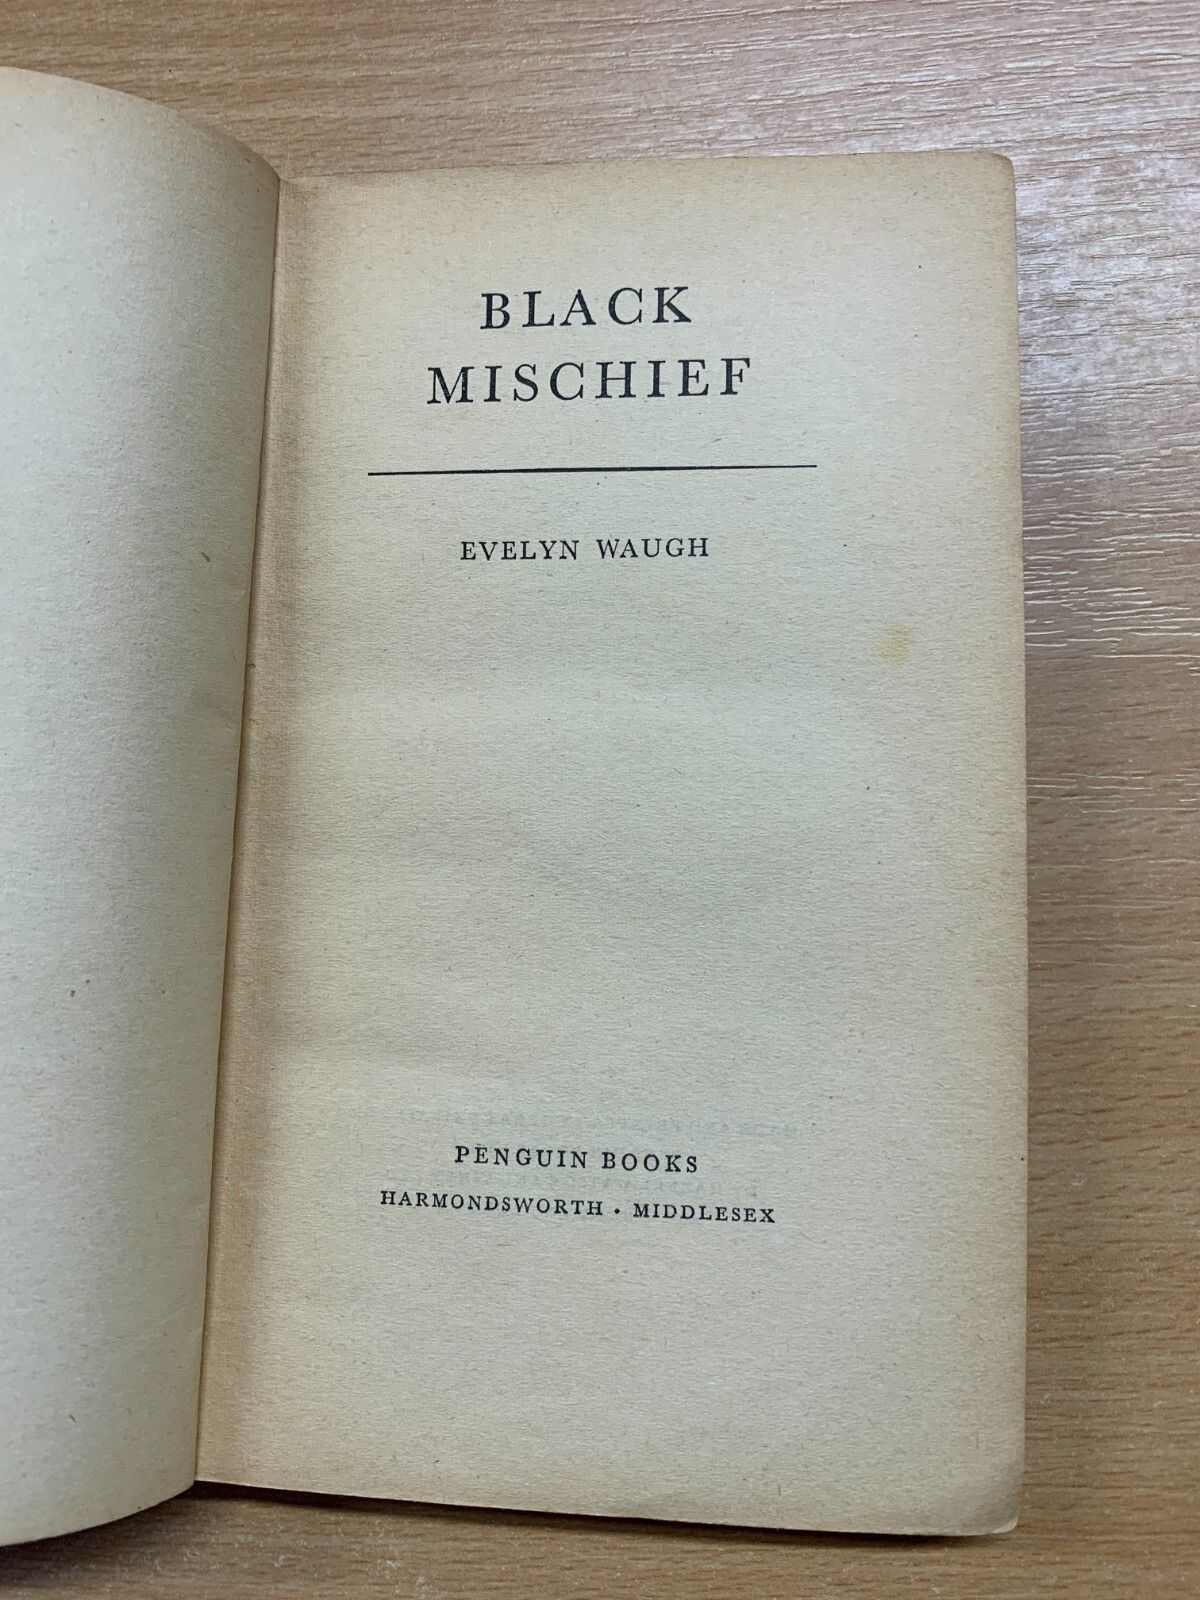 BLACK
MISCHIEF
EVELYN WAUGH
PENGUIN BOOKS
HARMONDSWORTH · MIDDLESEX